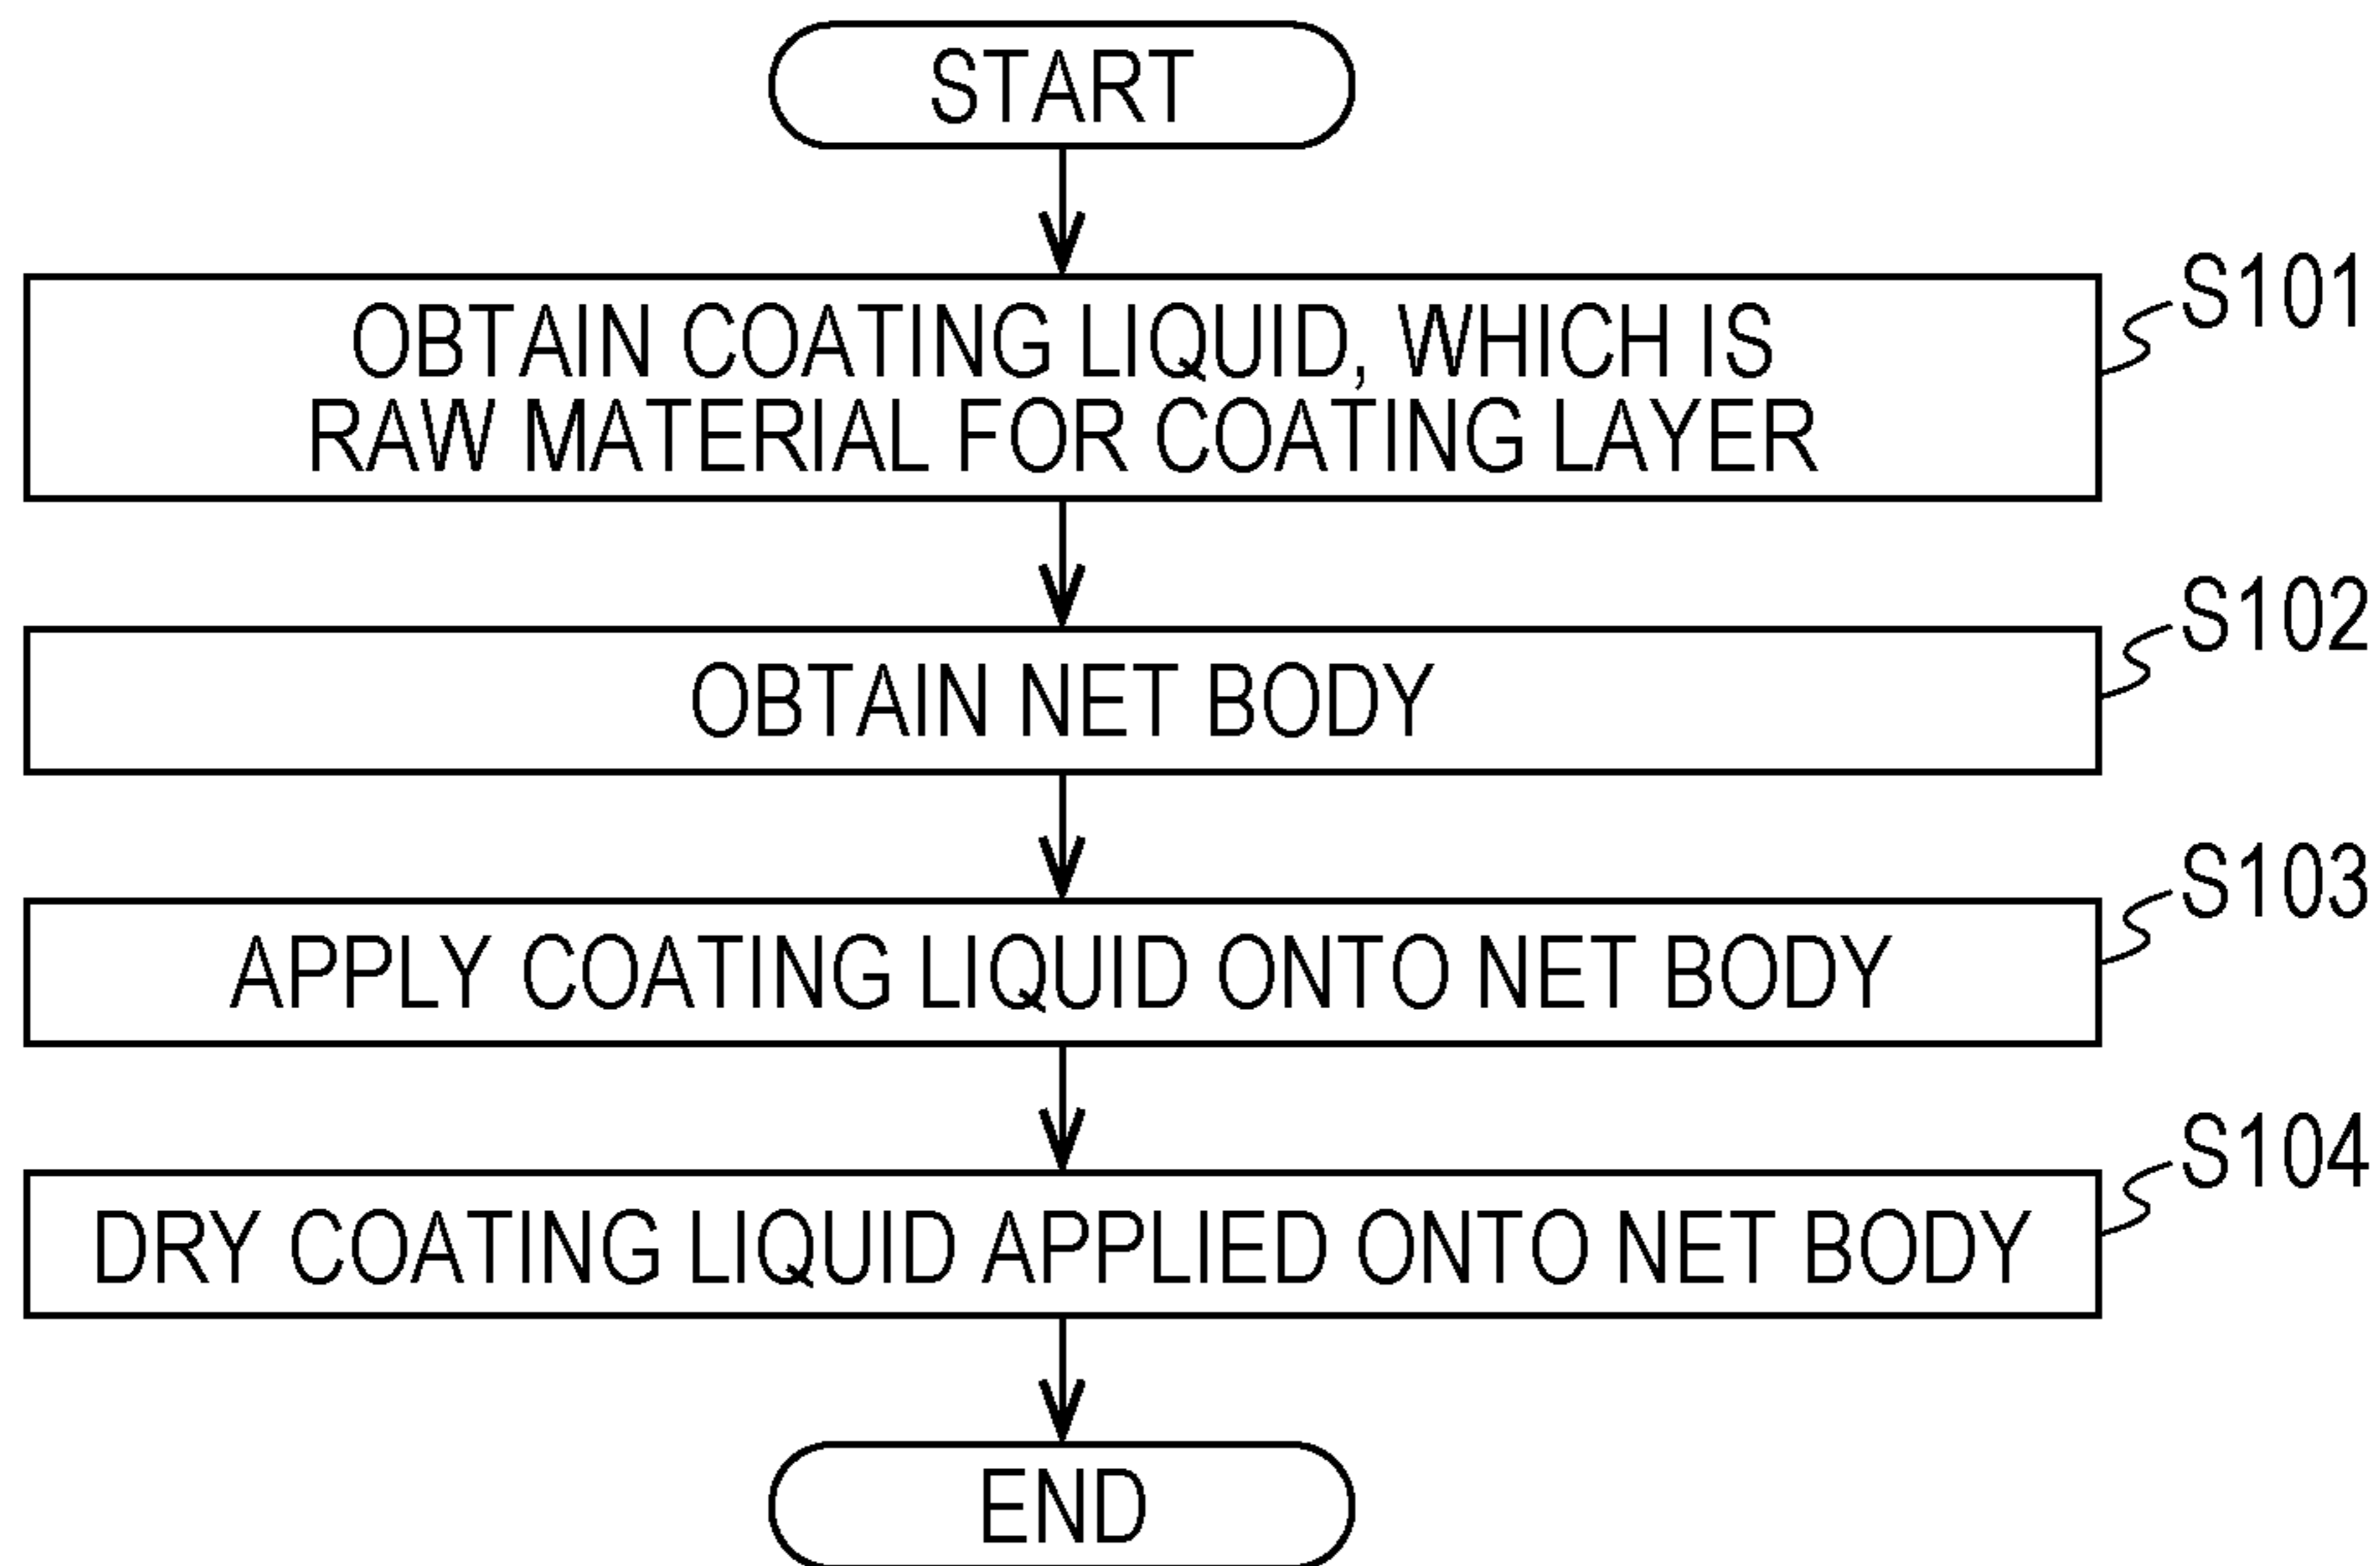 START
OBTAIN COATING LIQUID, WHICH IS
RAW MATERIAL FOR COATING LAYER
S101
OBTAIN NET BODY
S102
APPLY COATING LIQUID ONTO NET BODY
S103
DRY COATING LIQUID APPLIED ONTO NET BODY
S104
END